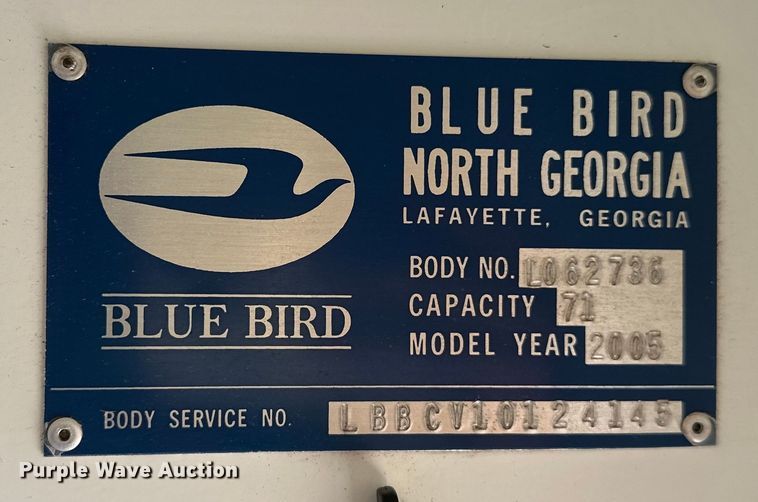 BLUE BIRD
NORTH GEORGIA
LAFAYETTE, GEORGIA
BODY NO. L062736
CAPACITY 71
MODEL YEAR 2005
BLUE BIRD
BODY SERVICE NO. LBBCV10124145
Purple Wave Auction